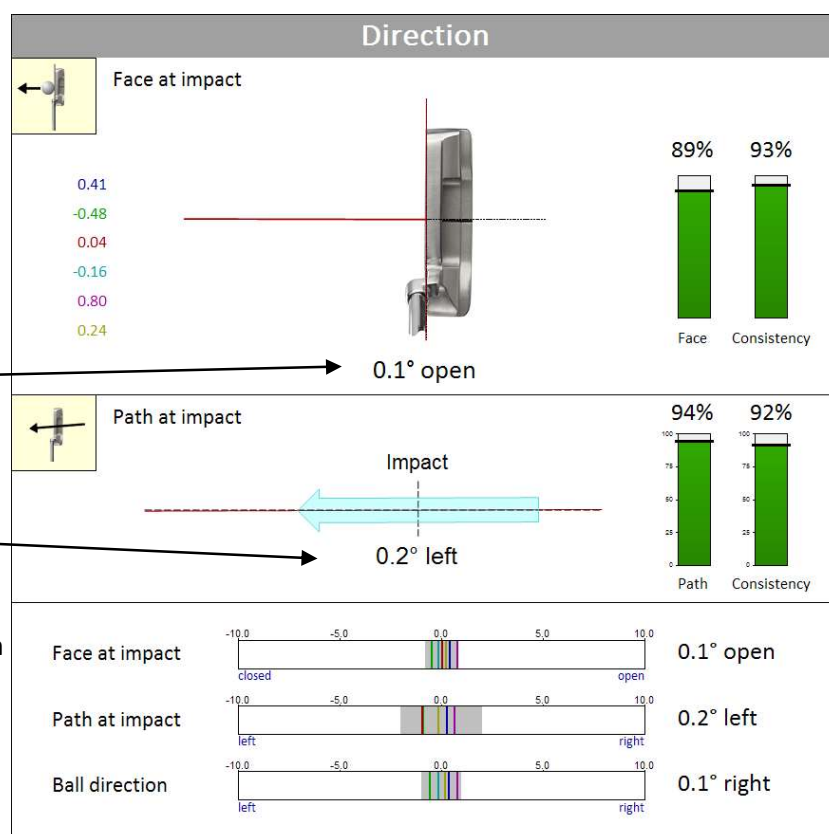 Direction
Face at impact
89% 93%
0.41
-0.48
0.04
-0.16
0.80
0.24
Face Consistency
0.1° open
Path at impact
94% 92%
Impact
100 100
75 75
50 50
25 25
0 0
0.2° left
Path Consistency
-10.0 -5,0 0.0 5,0 10.0
Face at impact 0.1° open
closed open
-10.0 -5,0 0.0 5,0 10.0
Path at impact 0.2° left
left right
-10.0 -5,0 0.0 5,0 10.0
Ball direction 0.1° right
left right